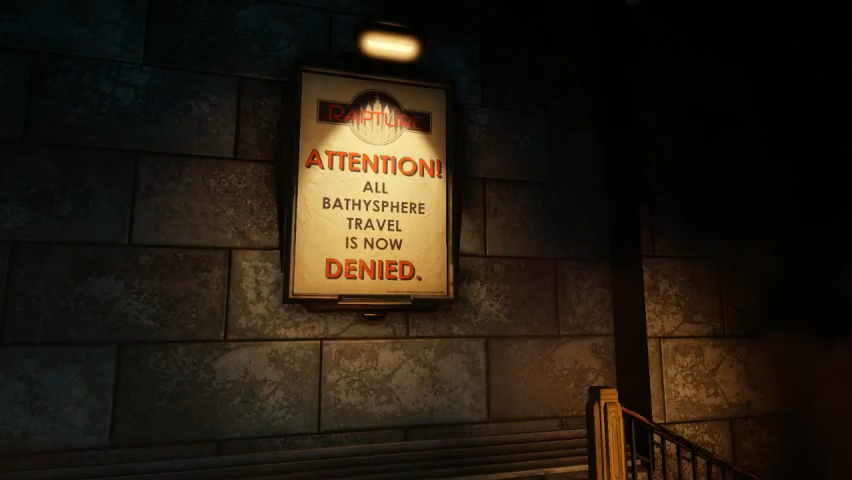 RAPTURE
ATTENTION!
ALL
BATHYSPHERE
TRAVEL
IS NOW
DENIED.